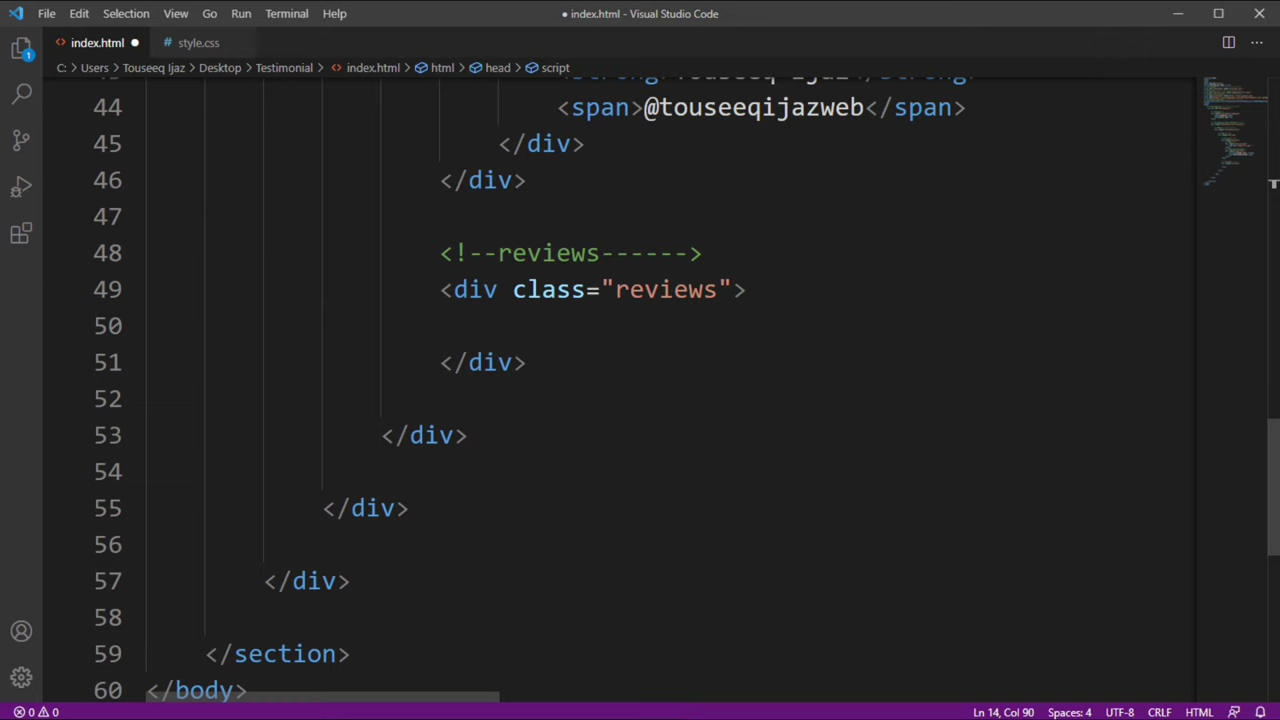 File Edit Selection View Go Run Terminal Help
● index.html - Visual Studio Code
index.html
# style.css
C: > Users > Touseeq Ijaz > Desktop > Testimonial > index.html > html > head > script
1
44 <span>@touseeqijazweb</span>
45 </div>
46 </div>
47
48 <!--reviews------>
49 <div class="reviews">
50
51 </div>
52
53 </div>
54
55 </div>
56
57 </div>
58
59 </section>
60 </body>
0 0
Ln 14, Col 90 Spaces: 4 UTF-8 CRLF HTML